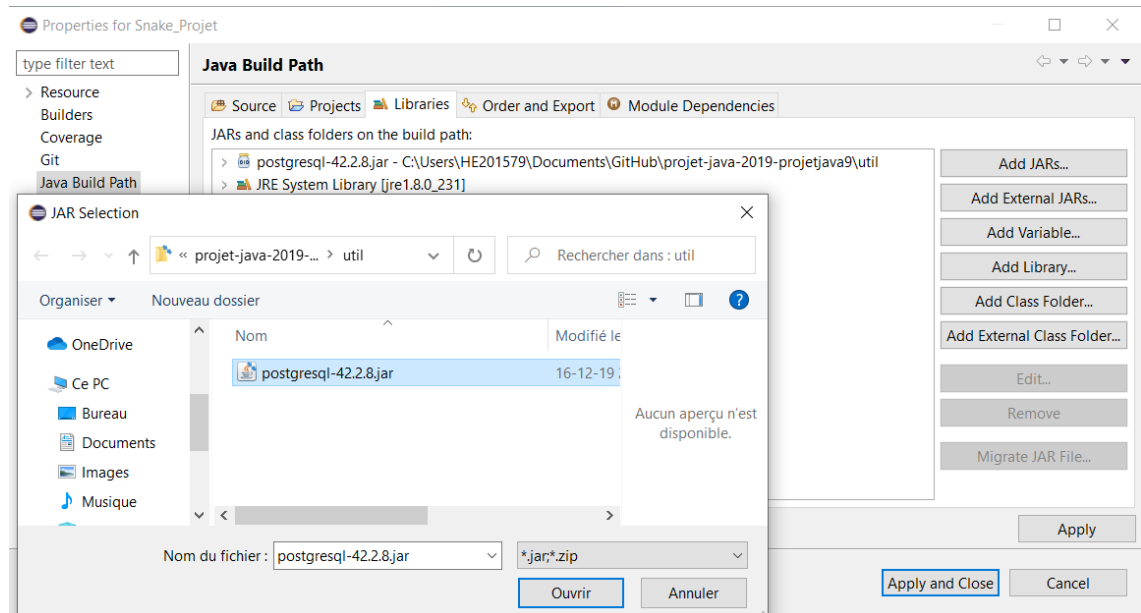 Properties for Snake_Projet
type filter text
Resource
Builders
Coverage
Git
Java Build Path
Java Build Path
Source
Projects
Libraries
Order and Export
Module Dependencies
JARs and class folders on the build path:
postgresql-42.2.8.jar - C:\Users\HE201579\Documents\GitHub\projet-java-2019-projetjava9\util
JRE System Library [jre1.8.0_231]
Add JARs...
Add External JARs...
Add Variable...
Add Library...
Add Class Folder...
Add External Class Folder...
Edit...
Remove
Migrate JAR File...
Apply
Apply and Close
Cancel
JAR Selection
« projet-java-2019-... > util
Rechercher dans : util
Organiser
Nouveau dossier
OneDrive
Ce PC
Bureau
Documents
Images
Musique
Nom
Modifié le
postgresql-42.2.8.jar
16-12-19
Aucun aperçu n'est
disponible.
Nom du fichier :
postgresql-42.2.8.jar
*.jar;*.zip
Ouvrir
Annuler